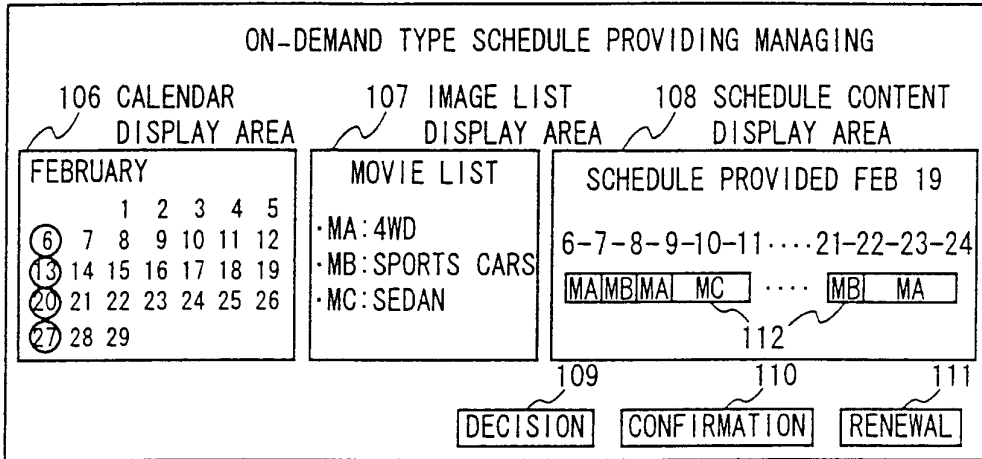 ON-DEMAND TYPE SCHEDULE PROVIDING MANAGING
106 CALENDAR DISPLAY AREA
107 IMAGE LIST DISPLAY AREA
108 SCHEDULE CONTENT DISPLAY AREA
FEBRUARY
1 2 3 4 5
6 7 8 9 10 11 12
13 14 15 16 17 18 19
20 21 22 23 24 25 26
27 28 29
MOVIE LIST
·MA:4WD
·MB:SPORTS CARS
·MC:SEDAN
SCHEDULE PROVIDED FEB 19
6-7-8-9-10-11····21-22-23-24
MA MB MA MC ···· MB MA
112
109 110 111
DECISION CONFIRMATION RENEWAL